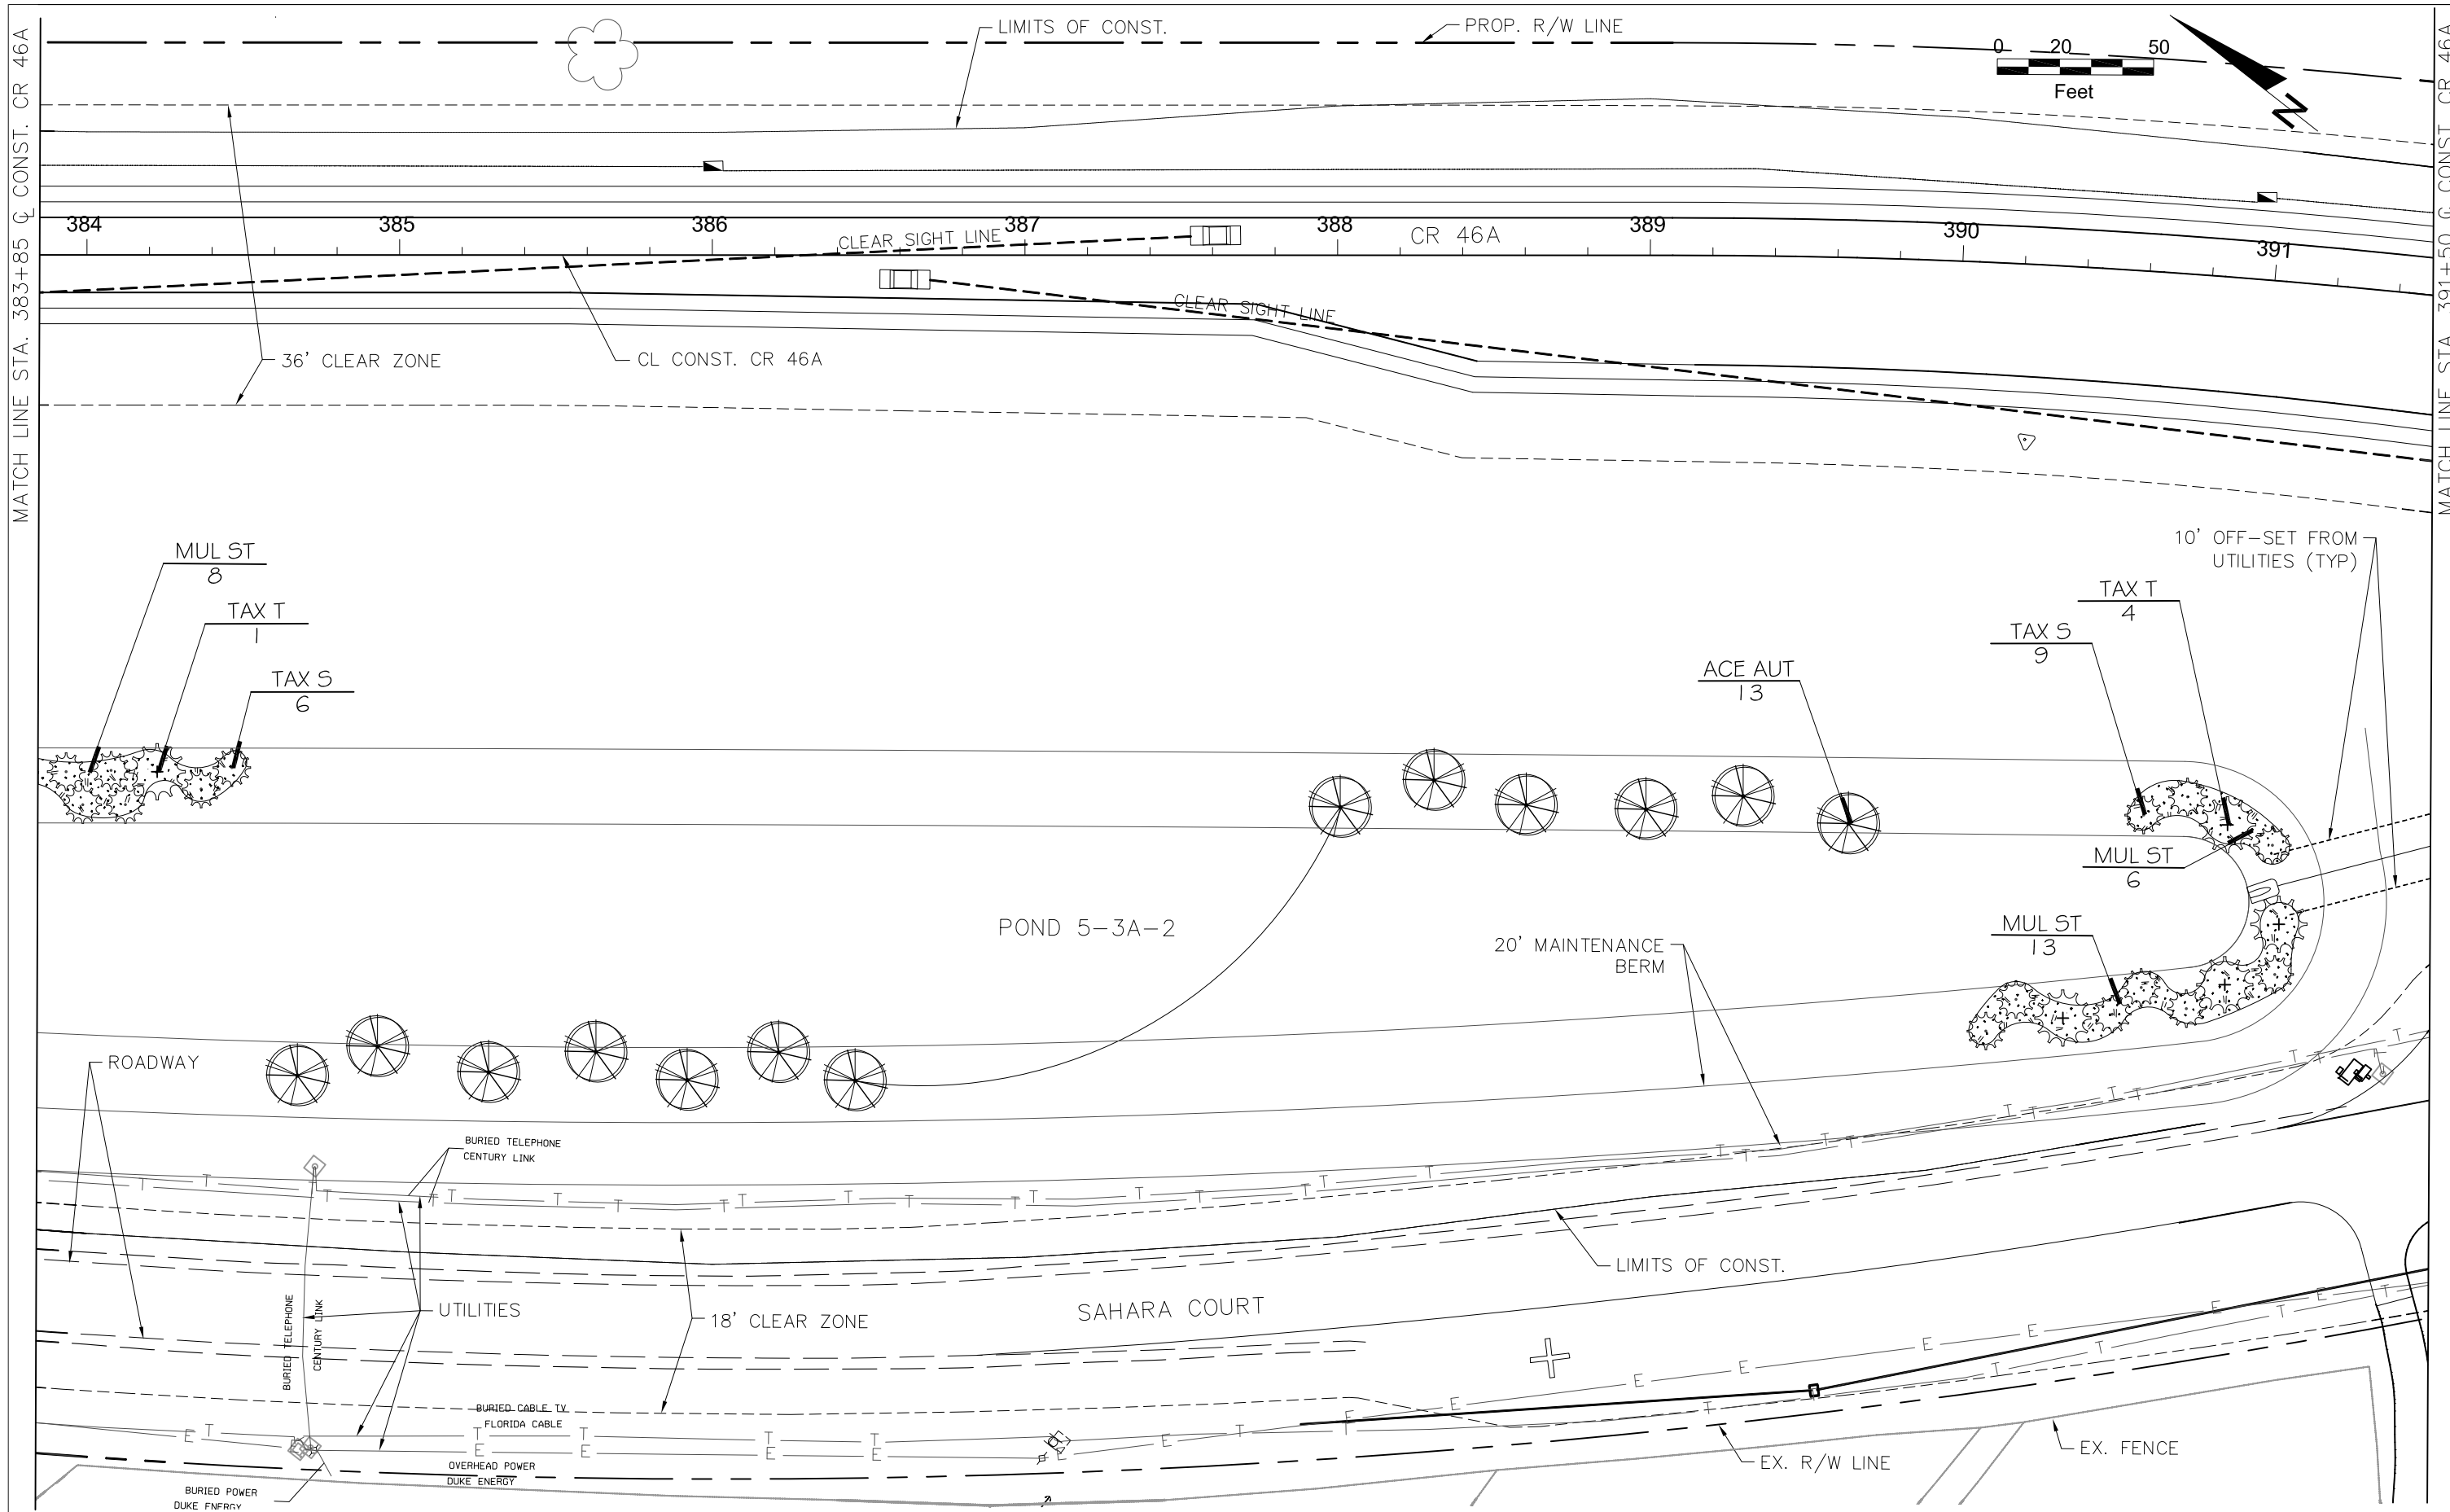 LIMITS OF CONST.
PROP. R/W LINE
0 20 50
Feet
N
MATCH LINE STA. 383+85 CL CONST. CR 46A
MATCH LINE STA. 391+50 CL CONST. CR 46A
384 385 386 387 388 389 390 391
CLEAR SIGHT LINE
CR 46A
CLEAR SIGHT LINE
36' CLEAR ZONE
CL CONST. CR 46A
10' OFF-SET FROM
UTILITIES (TYP)
MUL ST
8
TAX T
1
TAX S
6
TAX T
4
TAX S
9
ACE AUT
13
MUL ST
6
MUL ST
13
POND 5-3A-2
20' MAINTENANCE
BERM
ROADWAY
BURIED TELEPHONE
CENTURY LINK
BURIED TELEPHONE
CENTURY LINK
UTILITIES
18' CLEAR ZONE
LIMITS OF CONST.
SAHARA COURT
BURIED CABLE TV
FLORIDA CABLE
OVERHEAD POWER
DUKE ENERGY
BURIED POWER
DUKE ENERGY
EX. R/W LINE
EX. FENCE